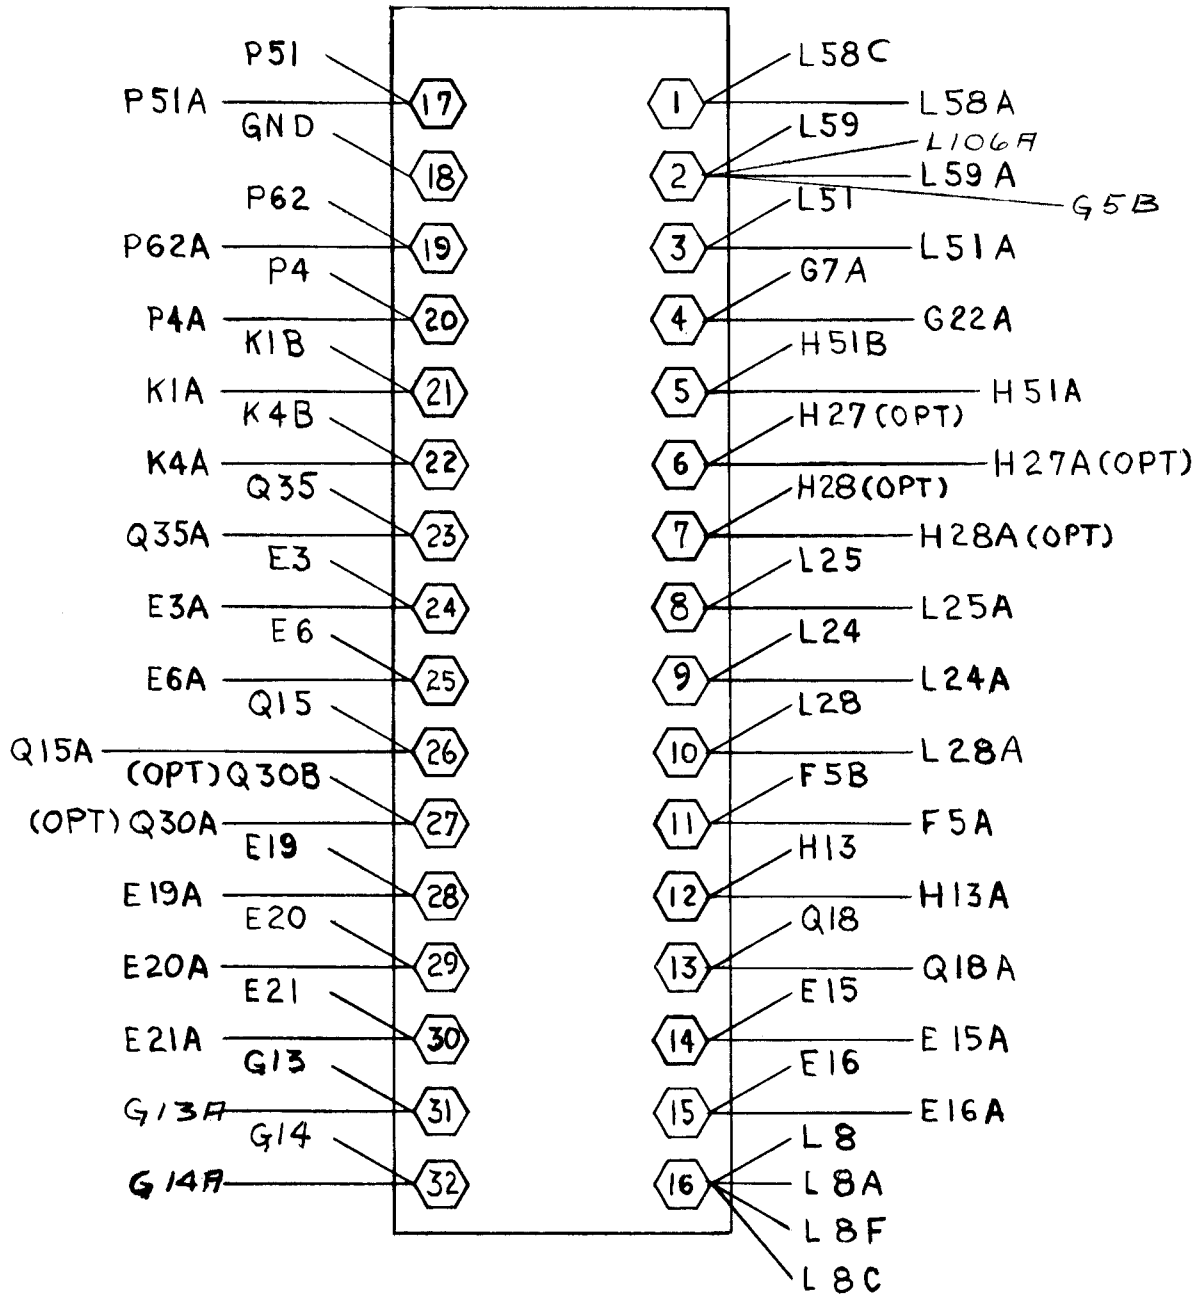 P51
P51A
17
GND
18
P62
P62A
19
P4
P4A
20
K1B
K1A
21
K4B
K4A
22
Q35
Q35A
23
E3
E3A
24
E6
E6A
25
Q15
Q15A
26
(OPT) Q30B
(OPT) Q30A
27
E19
E19A
28
E20
E20A
29
E21
E21A
30
G13
G13A
31
G14
G14A
32
L58C
1
L58A
L59
L106A
2
L59A
G5B
L51
3
L51A
G7A
4
G22A
H51B
5
H51A
H27 (OPT)
6
H27A (OPT)
H28 (OPT)
7
H28A (OPT)
L25
8
L25A
L24
9
L24A
L28
10
L28A
F5B
11
F5A
H13
12
H13A
Q18
13
Q18A
E15
14
E15A
E16
15
E16A
L8
16
L8A
L8F
L8C